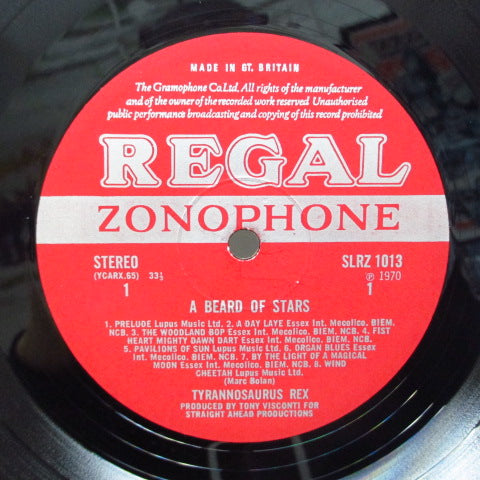 MADE IN GT. BRITAIN
The Gramophone Co. Ltd. All rights of the manufacturer
and of the owner of the recorded work reserved Unauthorised
public performance broadcasting and copying of this record prohibited
REGAL
ZONOPHONE
STEREO
(YCARX.65) 33⅓
1
SLRZ 1013
Ⓟ 1970
1
A BEARD OF STARS
1. PRELUDE Lupus Music Ltd. 2. A DAY LAYE Essex Int. Mecolico. BIEM.
NCB. 3. THE WOODLAND BOP Essex Int. Mecolico. BIEM. NCB. 4. FIST
HEART MIGHTY DAWN DART Essex Int. Mecolico. BIEM. NCB.
5. PAVILIONS OF SUN Lupus Music Ltd. 6. ORGAN BLUES Essex Int.
Mecolico. BIEM. NCB. 7. BY THE LIGHT OF A MAGICAL
MOON Essex Int. Mecolico. BIEM. NCB. 8. WIND
CHEETAH Lupus Music Ltd.
(Marc Bolan)
TYRANNOSAURUS REX
PRODUCED BY TONY VISCONTI FOR
STRAIGHT AHEAD PRODUCTIONS